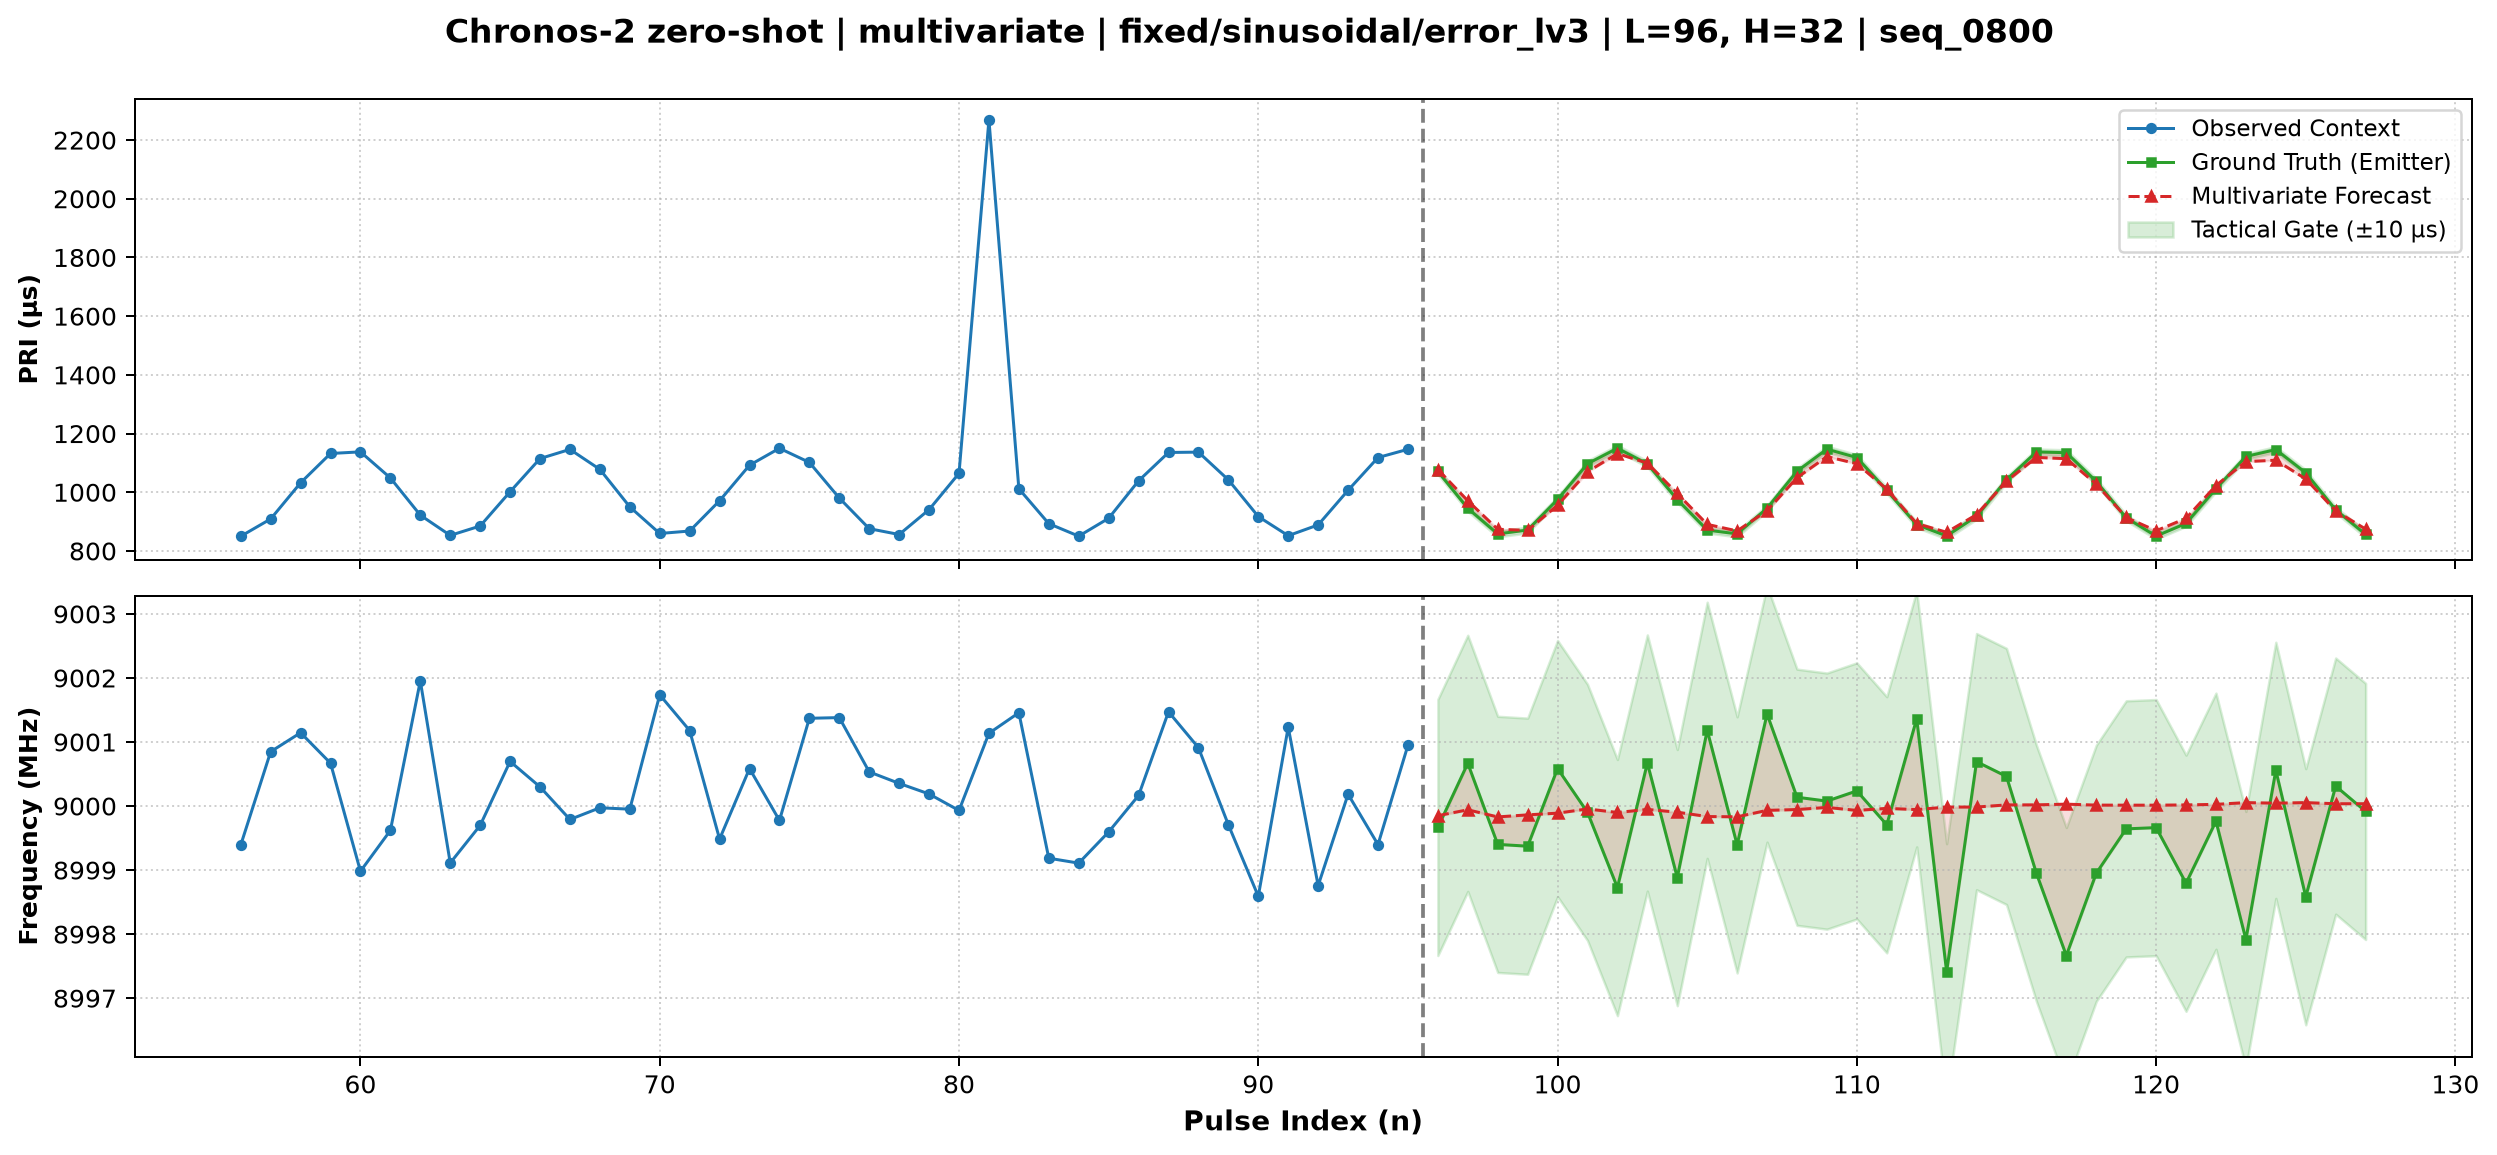 Chronos-2 zero-shot | multivariate | fixed/sinusoidal/error_lv3 | L=96, H=32 | seq_0800
2200
2000
1800
1600
1400
1200
1000
800
PRI (µs)
Observed Context
Ground Truth (Emitter)
Multivariate Forecast
Tactical Gate (±10 µs)
9003
9002
9001
9000
8999
8998
8997
Frequency (MHz)
60
70
80
90
100
110
120
130
Pulse Index (n)